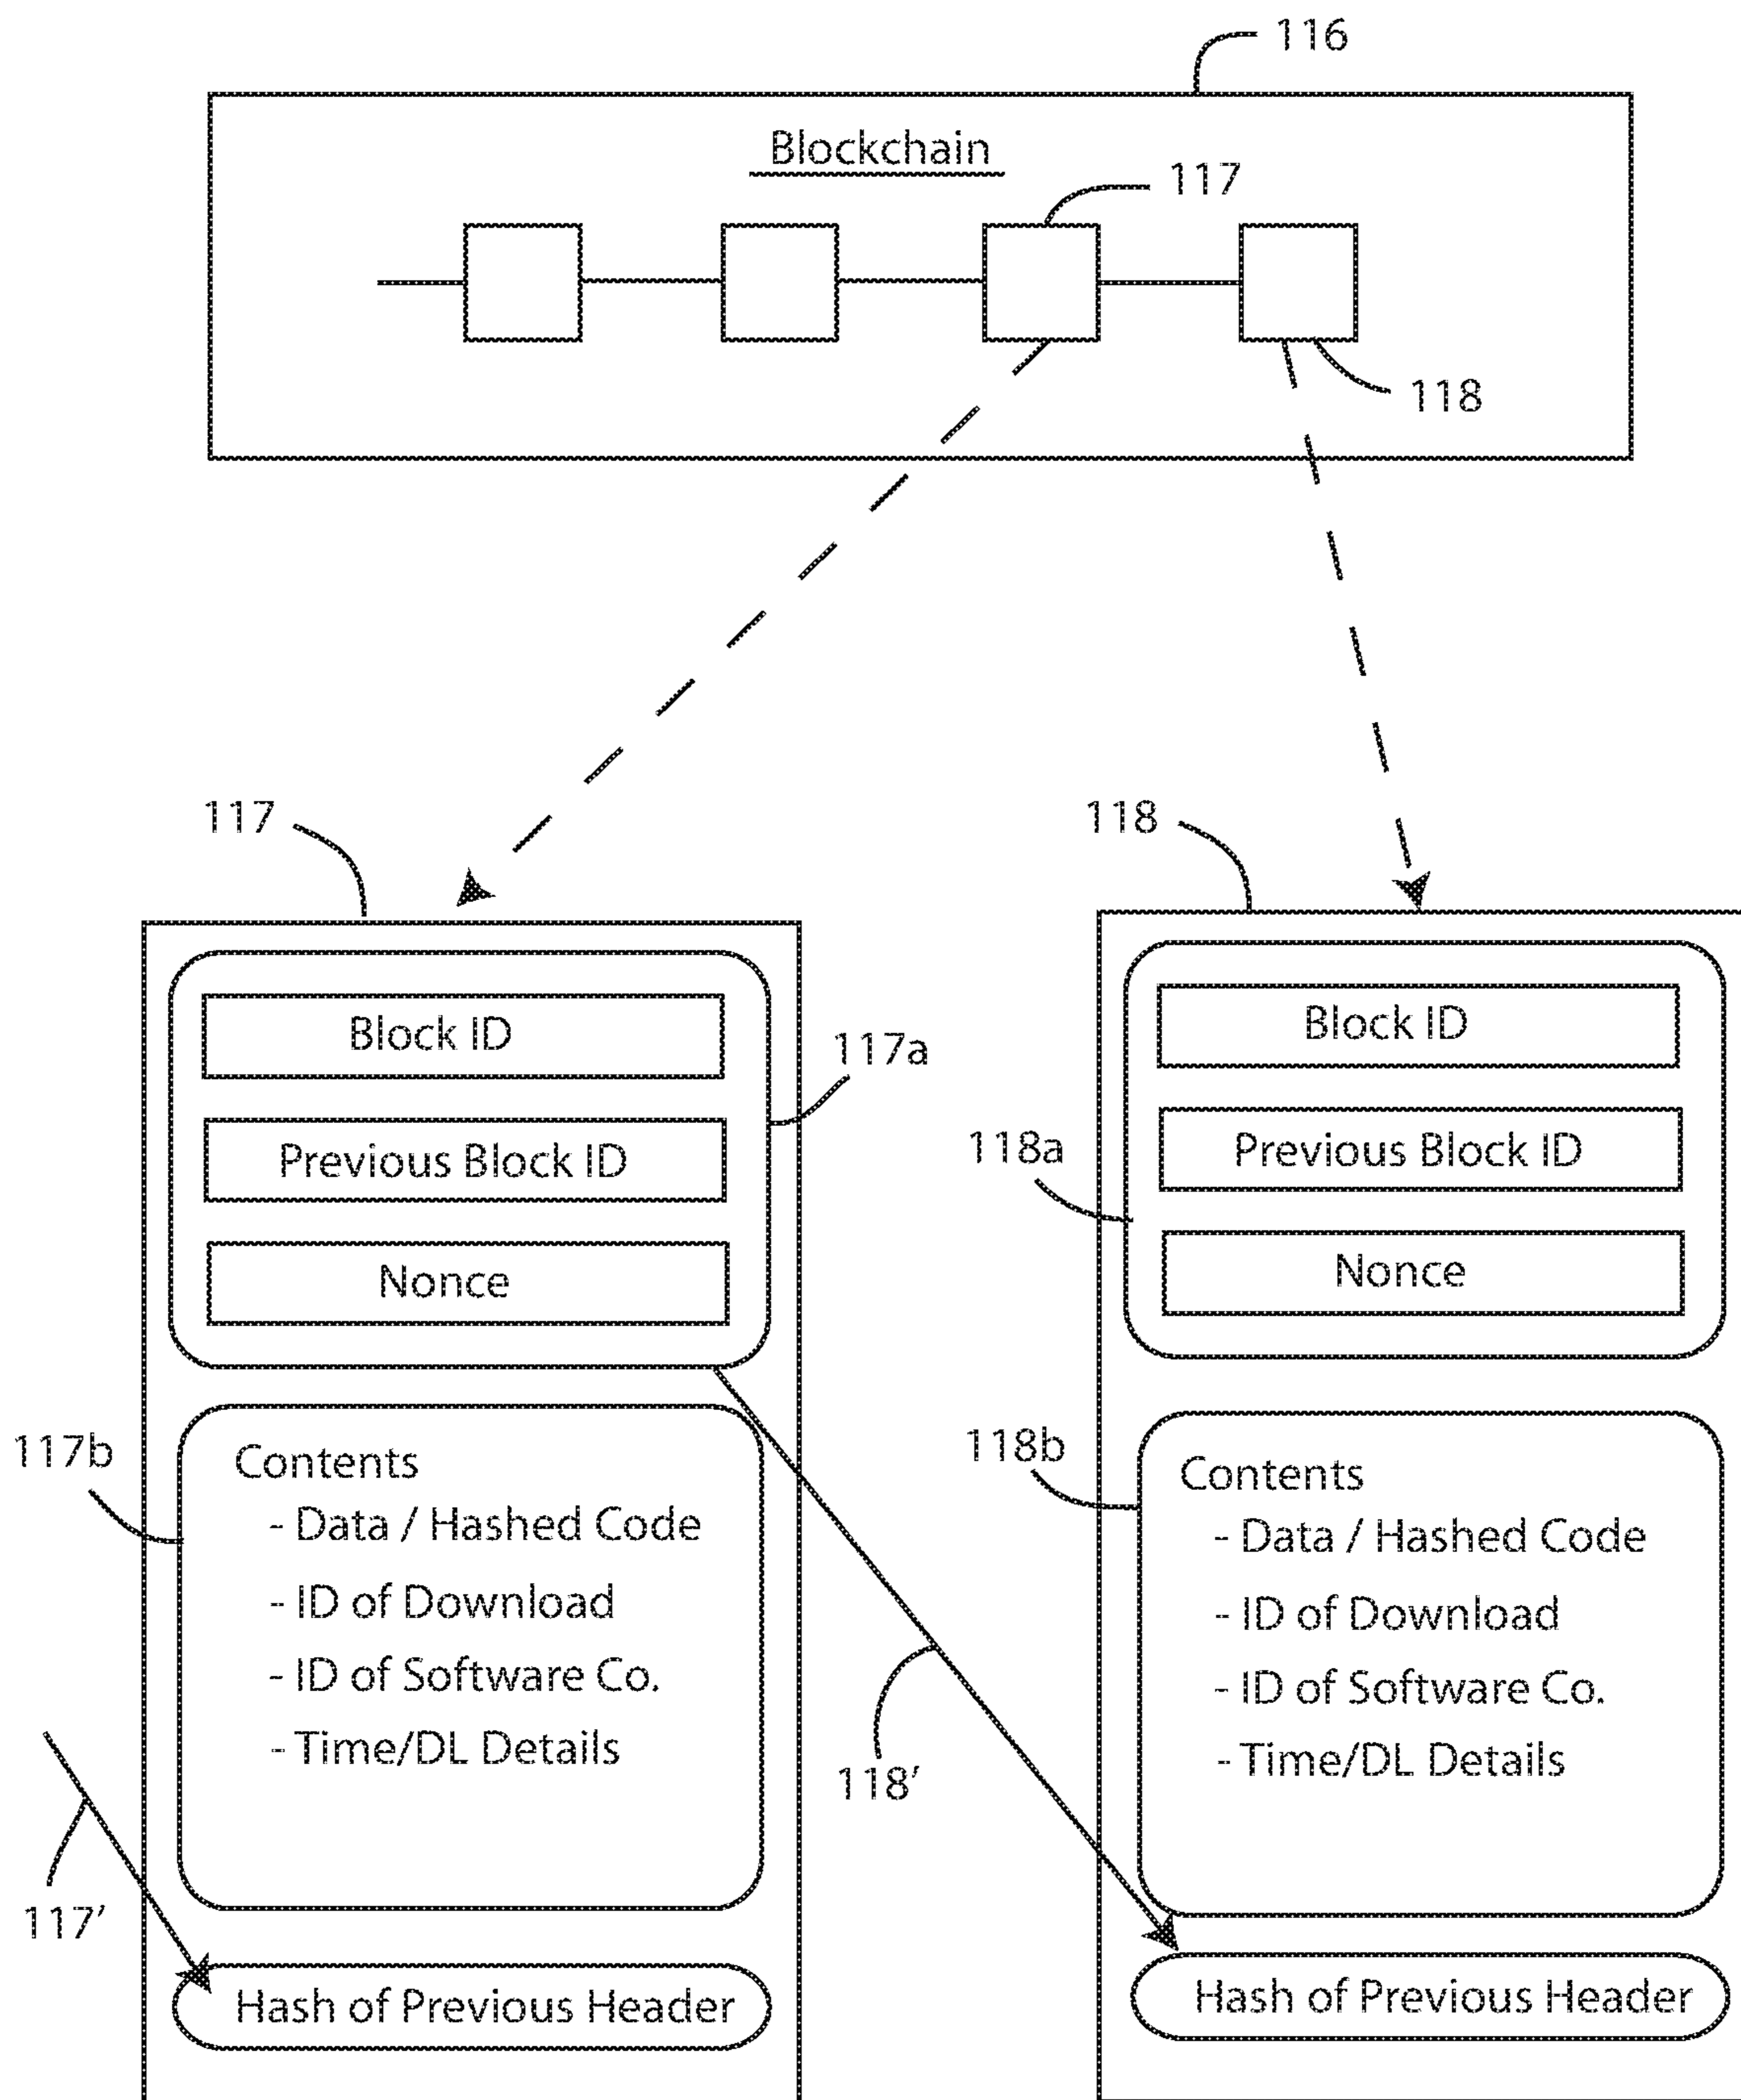 116
Blockchain
117
118
117
118
Block ID
Previous Block ID
Nonce
117a
117b
Contents
- Data / Hashed Code
- ID of Download
- ID of Software Co.
- Time/DL Details
117’
Hash of Previous Header
Block ID
Previous Block ID
Nonce
118a
118b
Contents
- Data / Hashed Code
- ID of Download
- ID of Software Co.
- Time/DL Details
118’
Hash of Previous Header